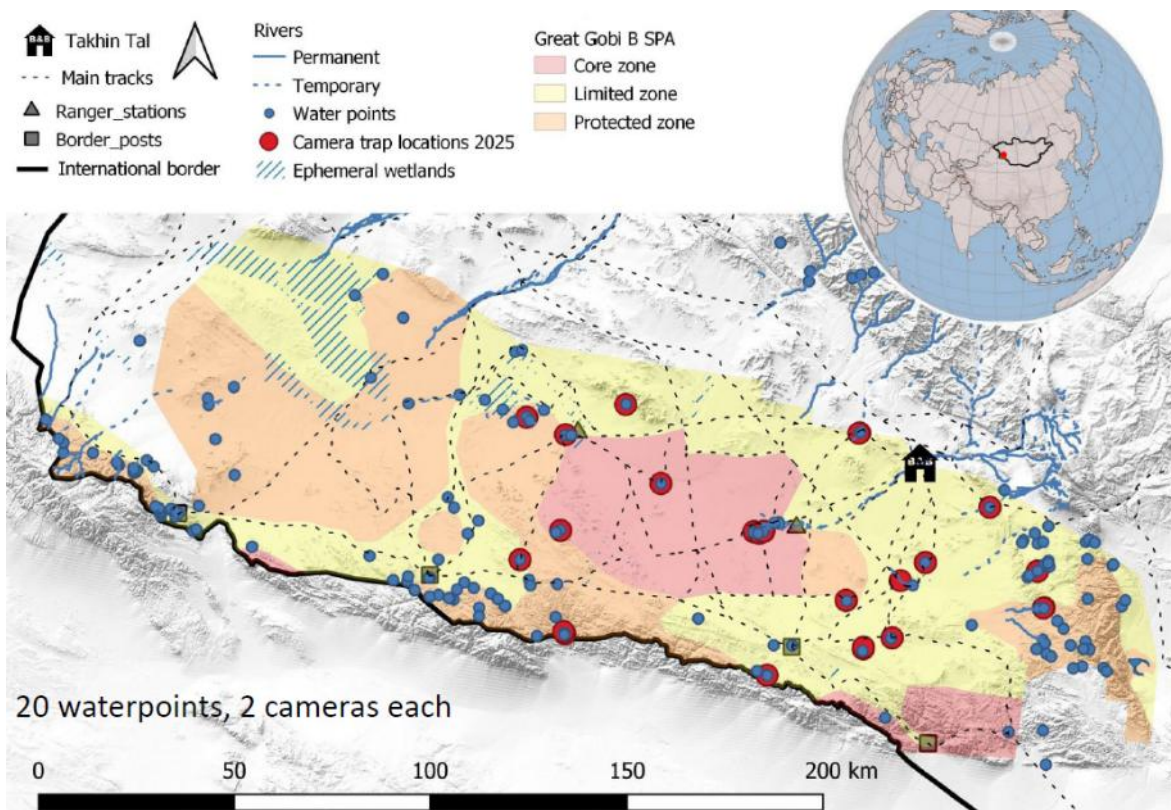 Takhin Tal
Main tracks
Ranger_stations
Border_posts
International border
Rivers
Permanent
Temporary
Water points
Camera trap locations 2025
Ephemeral wetlands
Great Gobi B SPA
Core zone
Limited zone
Protected zone
B&B
B&B
20 waterpoints, 2 cameras each
0 50 100 150 200 km